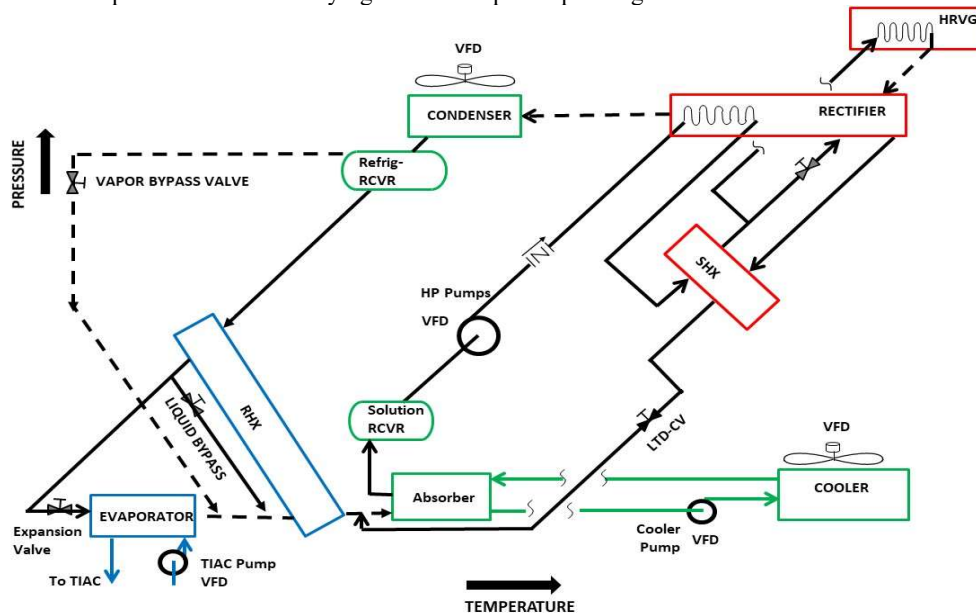 HRVG
VFD
CONDENSER
RECTIFIER
PRESSURE
Refrig-
RCVR
VAPOR BYPASS VALVE
SHX
HP Pumps
VFD
RHX
LIQUID BYPASS
Solution
RCVR
LTD-CV
VFD
Absorber
COOLER
EVAPORATOR
Expansion
Valve
Cooler
Pump
VFD
To TIAC
TIAC Pump
VFD
TEMPERATURE